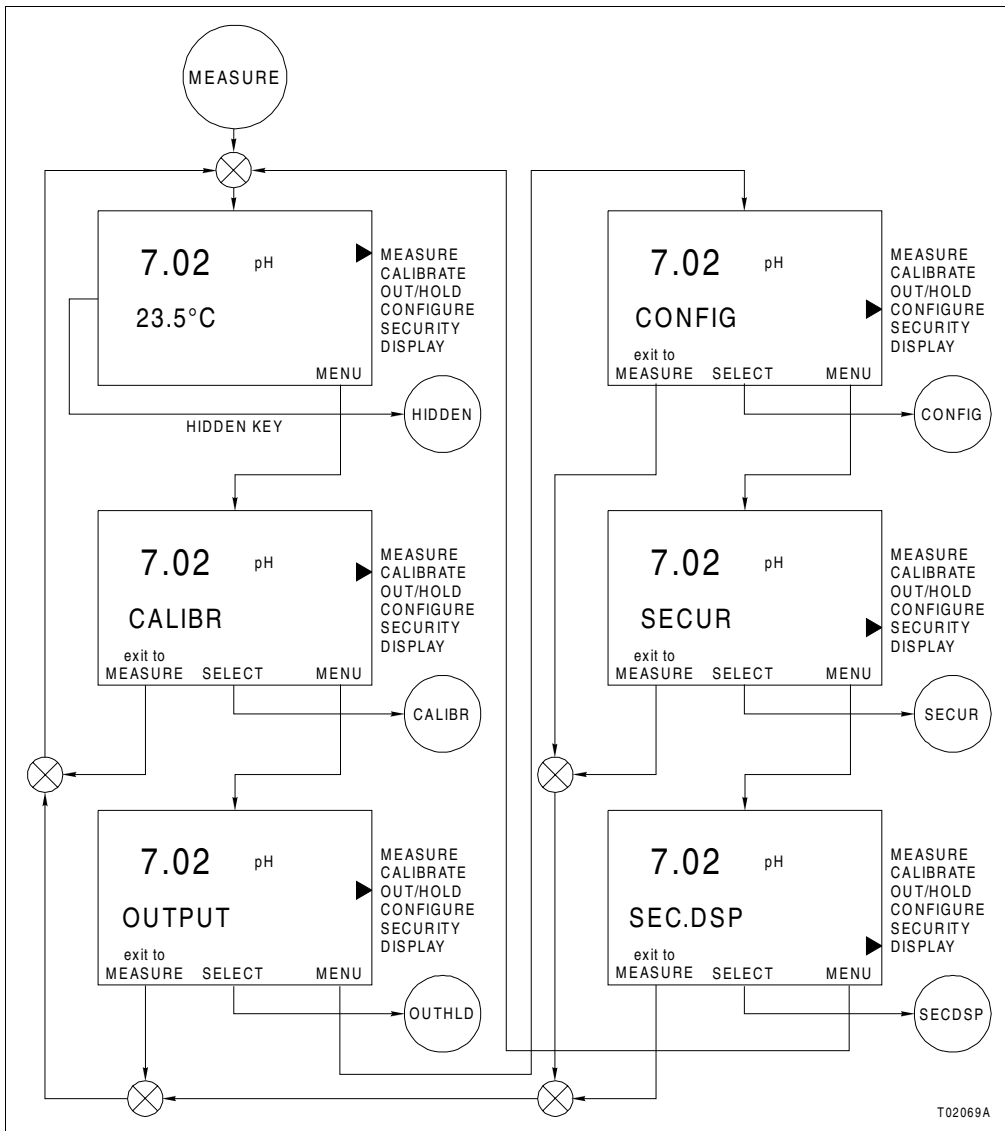 MEASURE
7.02 pH
23.5°C
MENU
MEASURE
CALIBRATE
OUT/HOLD
CONFIGURE
SECURITY
DISPLAY
HIDDEN KEY
HIDDEN
7.02 pH
CALIBR
exit to
MEASURE SELECT MENU
MEASURE
CALIBRATE
OUT/HOLD
CONFIGURE
SECURITY
DISPLAY
CALIBR
7.02 pH
OUTPUT
exit to
MEASURE SELECT MENU
MEASURE
CALIBRATE
OUT/HOLD
CONFIGURE
SECURITY
DISPLAY
OUTHLD
7.02 pH
CONFIG
exit to
MEASURE SELECT MENU
MEASURE
CALIBRATE
OUT/HOLD
CONFIGURE
SECURITY
DISPLAY
CONFIG
7.02 pH
SECUR
exit to
MEASURE SELECT MENU
MEASURE
CALIBRATE
OUT/HOLD
CONFIGURE
SECURITY
DISPLAY
SECUR
7.02 pH
SEC.DSP
exit to
MEASURE SELECT MENU
MEASURE
CALIBRATE
OUT/HOLD
CONFIGURE
SECURITY
DISPLAY
SECDSP
T02069A